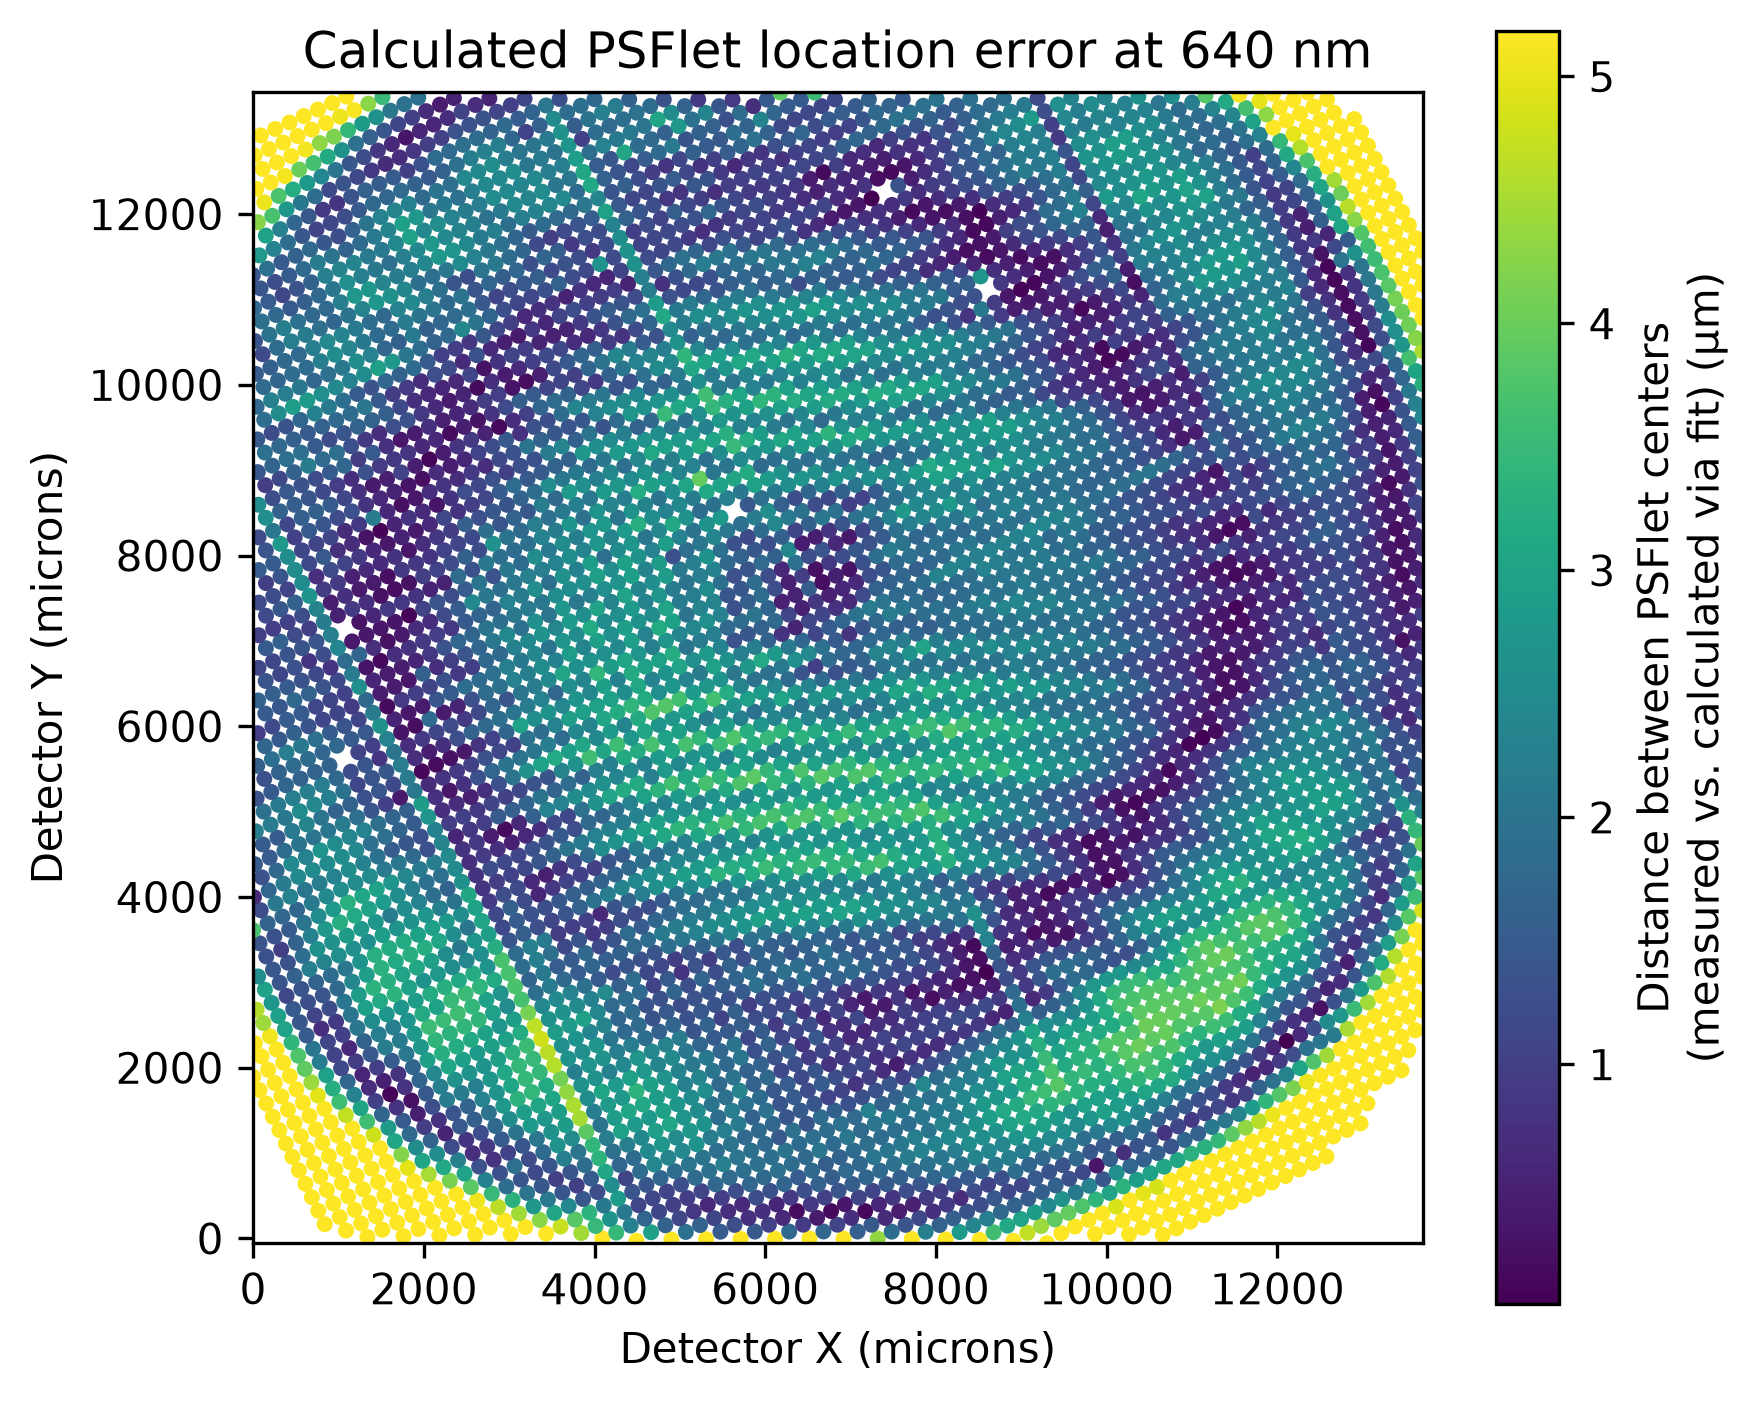 Calculated PSFlet location error at 640 nm
12000
10000
8000
6000
4000
2000
0
Detector Y (microns)
0 2000 4000 6000 8000 10000 12000
Detector X (microns)
5
4
3
2
1
Distance between PSFlet centers
(measured vs. calculated via fit) (μm)